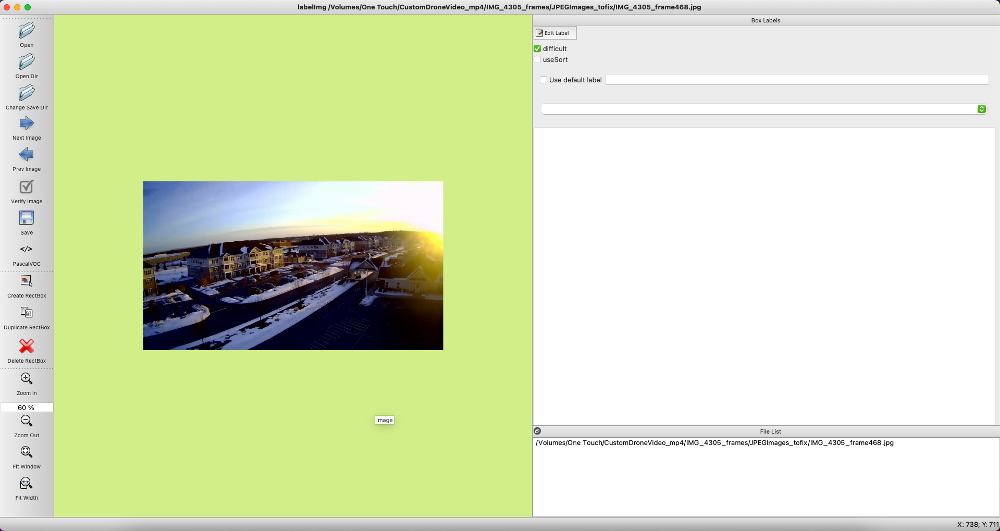 labelImg /Volumes/One Touch/CustomDroneVideo_mp4/IMG_4305_frames/JPEGImages_tofix/IMG_4305_frame468.jpg
Open
Open Dir
Change Save Dir
Next Image
Prev Image
Verify Image
Save
</>
PascalVOC
Create RectBox
Duplicate RectBox
Delete RectBox
Zoom In
60 %
Zoom Out
Fit Window
Fit Width
Image
Box Labels
Edit Label
difficult
useSort
Use default label
File List
/Volumes/One Touch/CustomDroneVideo_mp4/IMG_4305_frames/JPEGImages_tofix/IMG_4305_frame468.jpg
X: 738; Y: 711